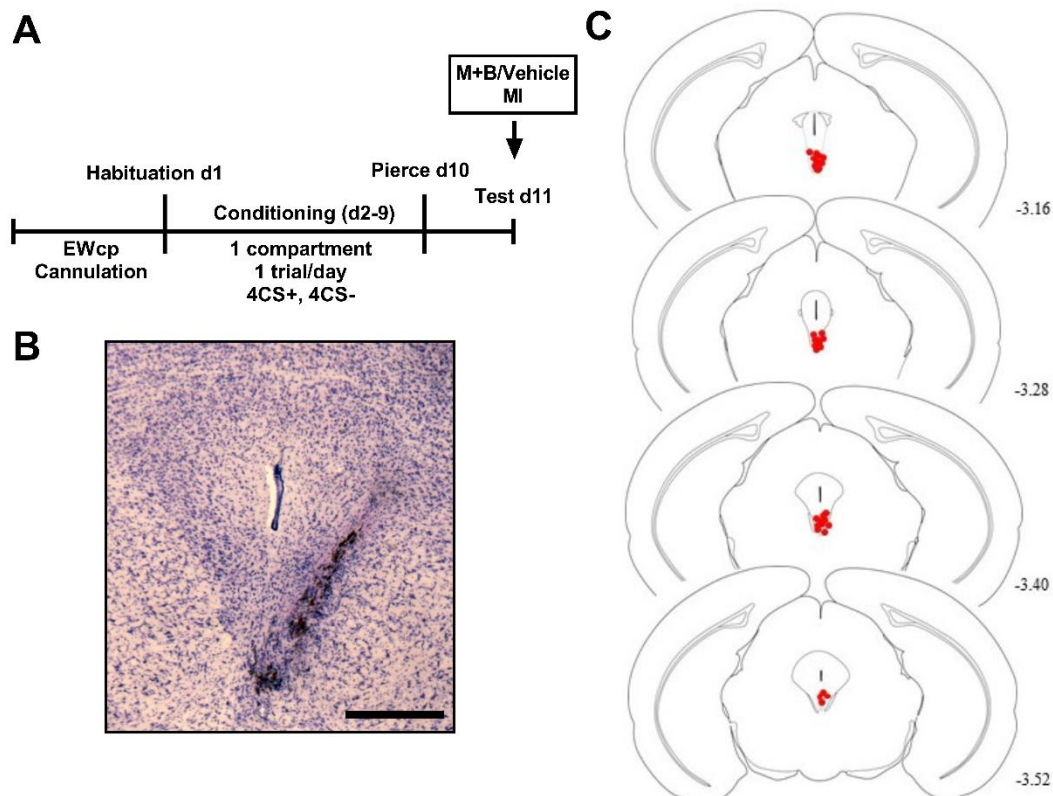 A
M+B/Vehicle
MI
Habituation d1
Pierce d10
Test d11
Conditioning (d2-9)
EWcp
Cannulation
1 compartment
1 trial/day
4CS+, 4CS-
B
C
-3.16
-3.28
-3.40
-3.52